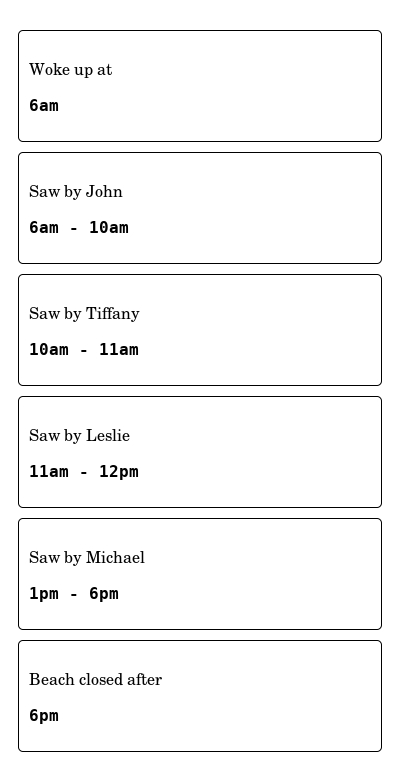 Woke up at
6am
Saw by John
6am - 10am
Saw by Tiffany
10am - 11am
Saw by Leslie
11am - 12pm
Saw by Michael
1pm - 6pm
Beach closed after
6pm